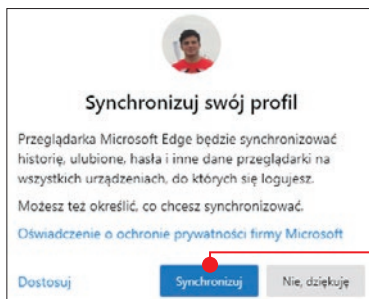 Synchronizuj swój profil
Przeglądarka Microsoft Edge będzie synchronizować
historię, ulubione, hasła i inne dane przeglądarki na
wszystkich urządzeniach, do których się logujesz.
Możesz też określić, co chcesz synchronizować.
Oświadczenie o ochronie prywatności firmy Microsoft
Dostosuj Synchronizuj Nie, dziękuję